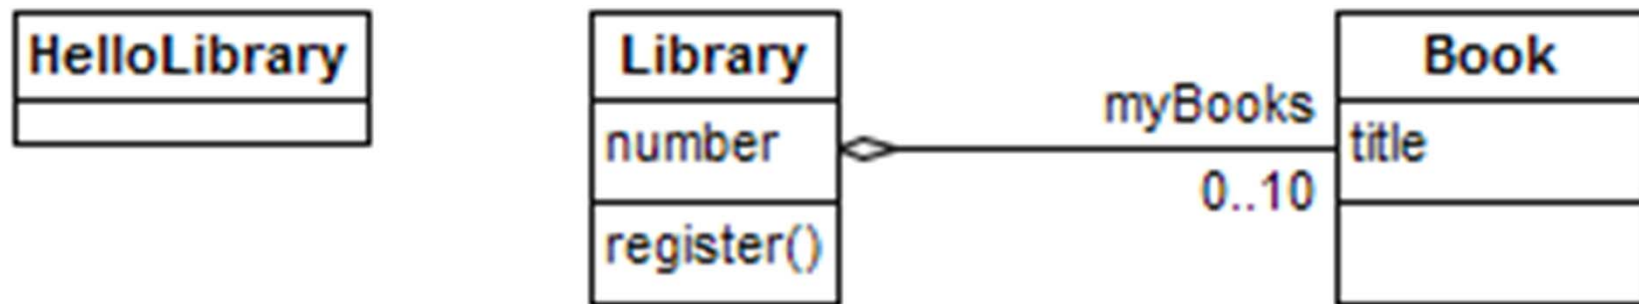 HelloLibrary
Library
number
register()
myBooks
0..10
Book
title